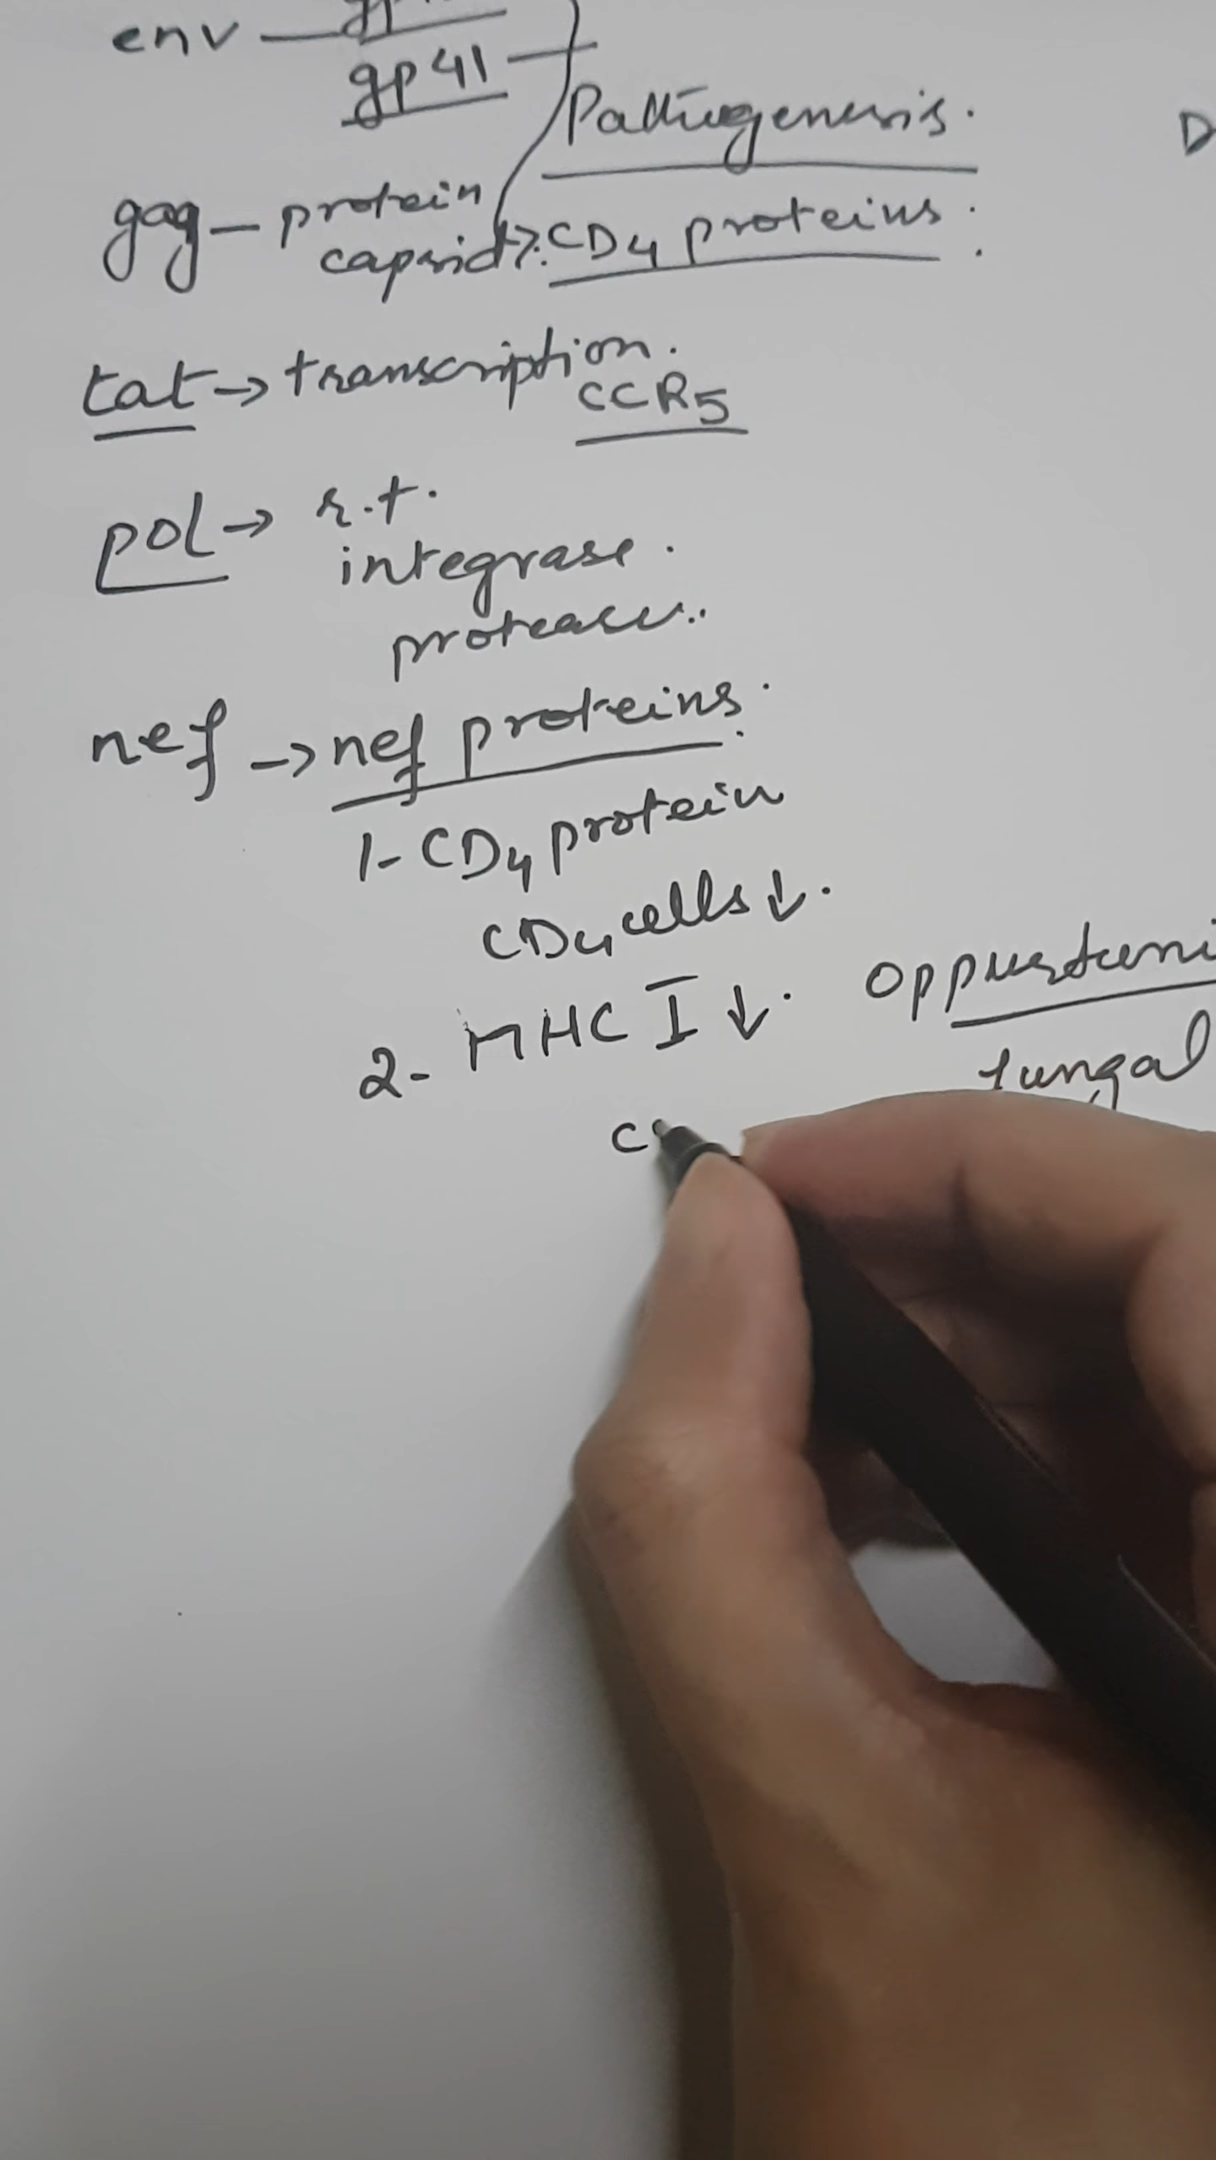 env —
gp41
Pathogenesis.
D
gag — protein
capsid
CD4 proteins.
tat → transcription.
CCR5
pol → r.t.
integrase.
protease..
nef → nef proteins.
1- CD4 protein
CD4 cells ↓.
2- MHC I ↓.
fungal
C